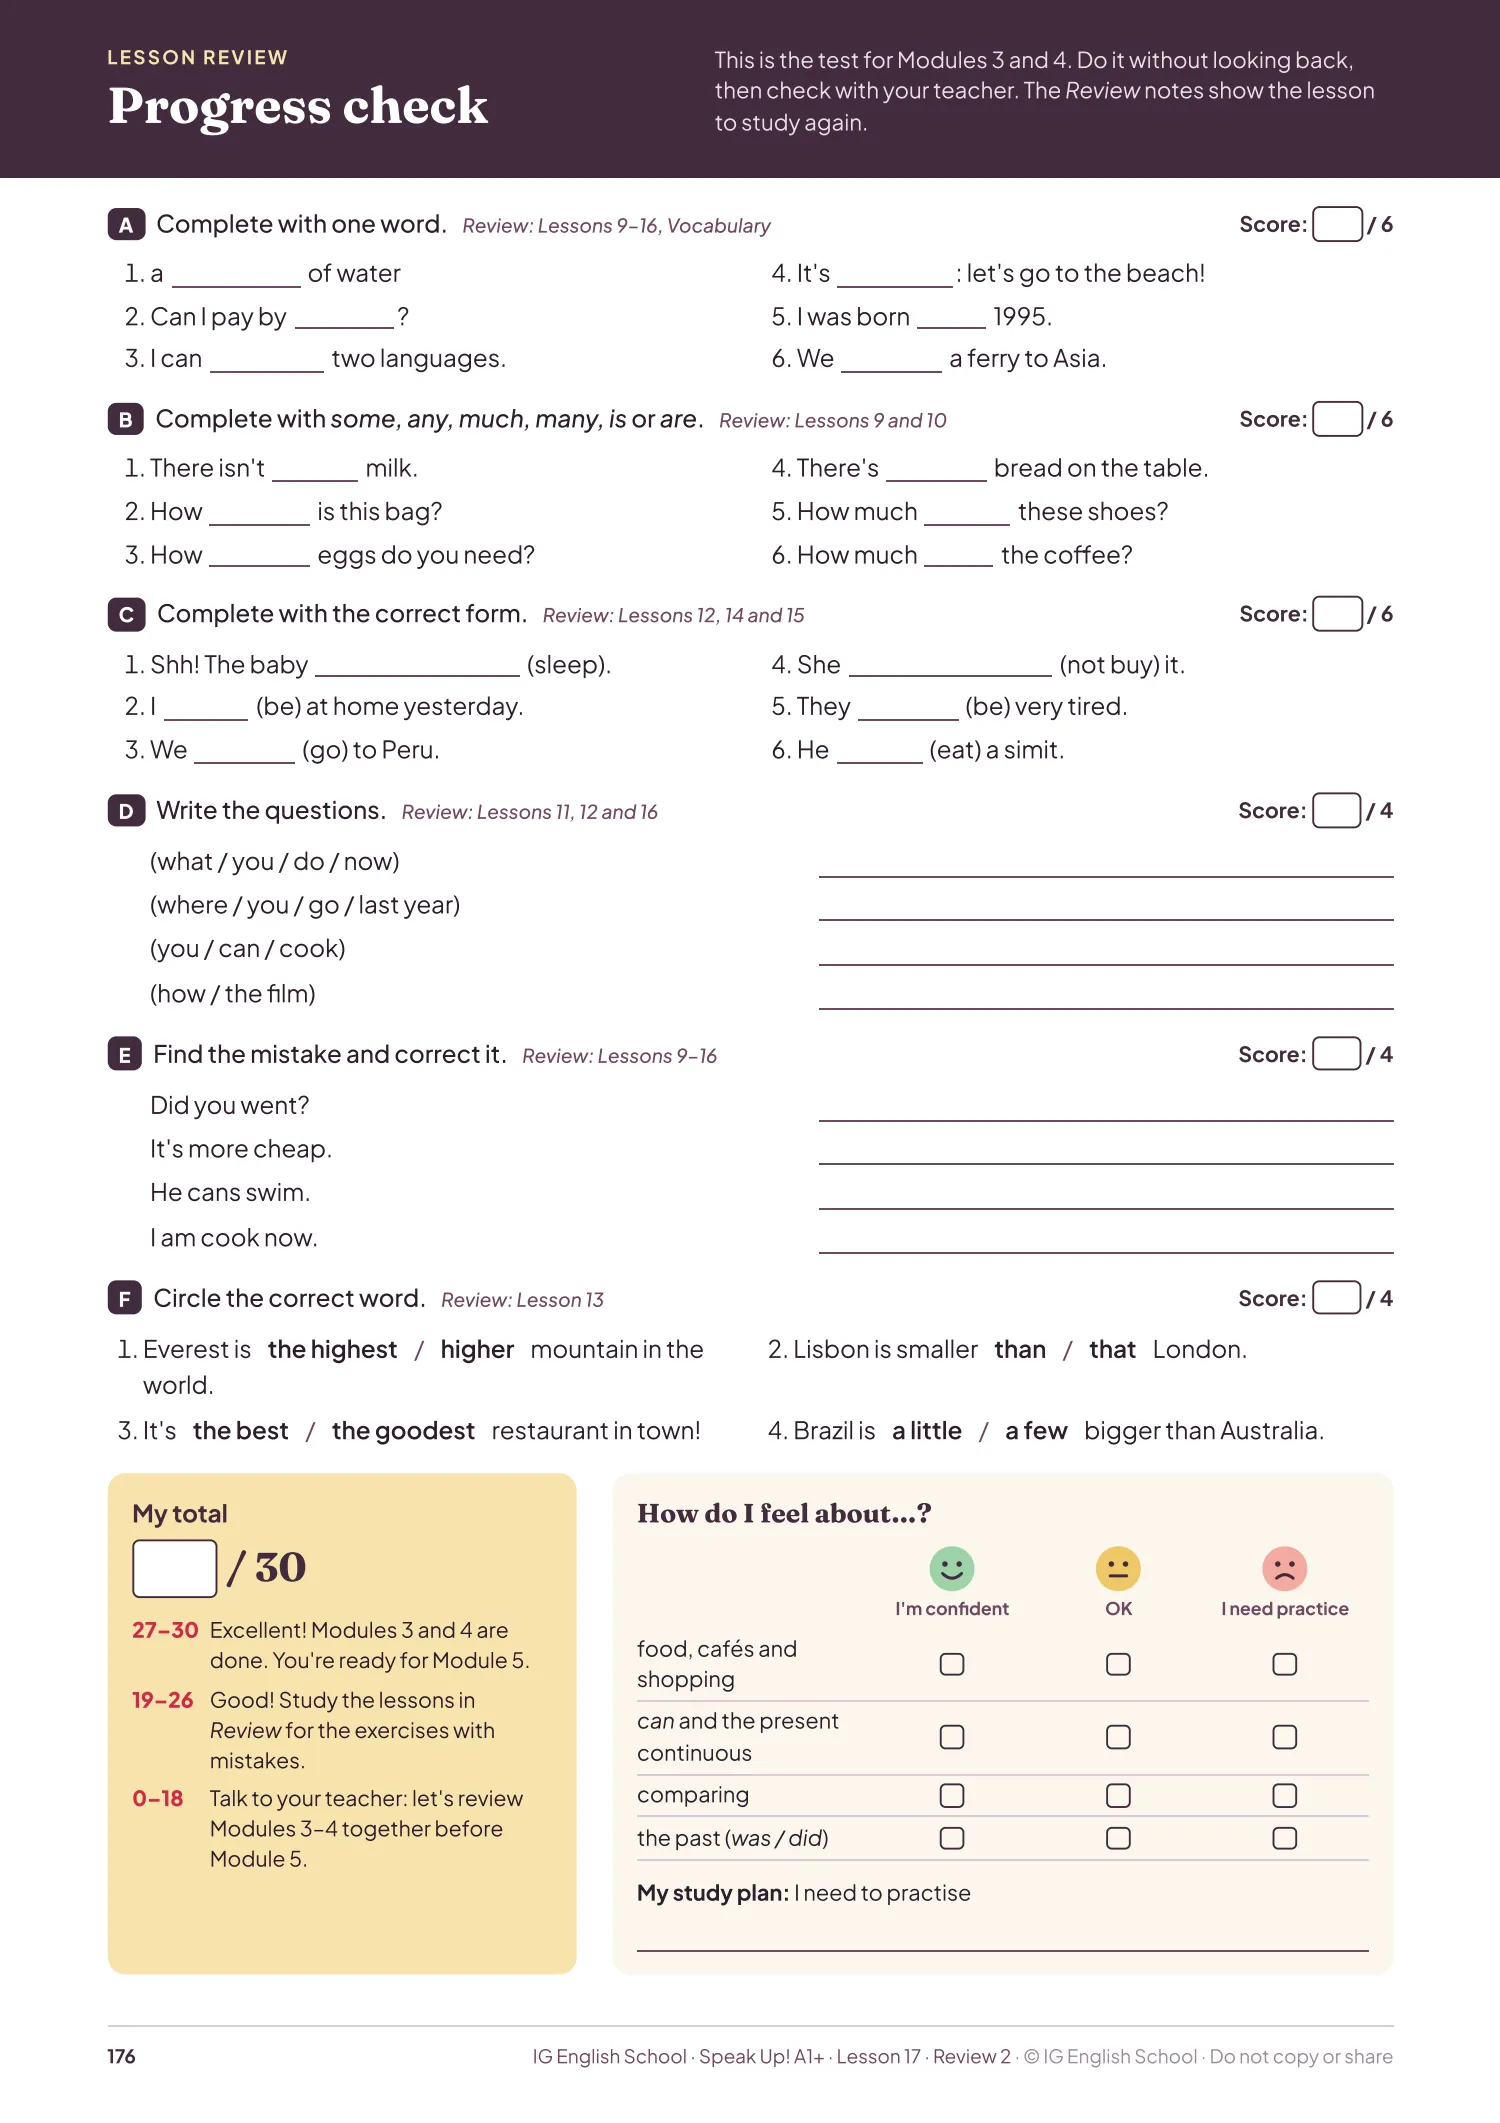 LESSON REVIEW
Progress check
This is the test for Modules 3 and 4. Do it without looking back,
then check with your teacher. The Review notes show the lesson
to study again.
A Complete with one word. Review: Lessons 9–16, Vocabulary Score: / 6
1. a ________ of water
2. Can I pay by ________?
3. I can ________ two languages.
4. It's ________: let's go to the beach!
5. I was born ________ 1995.
6. We ________ a ferry to Asia.
B Complete with some, any, much, many, is or are. Review: Lessons 9 and 10 Score: / 6
1. There isn't ________ milk.
2. How ________ is this bag?
3. How ________ eggs do you need?
4. There's ________ bread on the table.
5. How much ________ these shoes?
6. How much ________ the coffee?
C Complete with the correct form. Review: Lessons 12, 14 and 15 Score: / 6
1. Shh! The baby ________ (sleep).
2. I ________ (be) at home yesterday.
3. We ________ (go) to Peru.
4. She ________ (not buy) it.
5. They ________ (be) very tired.
6. He ________ (eat) a simit.
D Write the questions. Review: Lessons 11, 12 and 16 Score: / 4
(what / you / do / now)
(where / you / go / last year)
(you / can / cook)
(how / the film)
E Find the mistake and correct it. Review: Lessons 9–16 Score: / 4
Did you went?
It's more cheap.
He cans swim.
I am cook now.
F Circle the correct word. Review: Lesson 13 Score: / 4
1. Everest is the highest / higher mountain in the
world.
2. Lisbon is smaller than / that London.
3. It's the best / the goodest restaurant in town!
4. Brazil is a little / a few bigger than Australia.
My total
/ 30
27–30 Excellent! Modules 3 and 4 are
done. You're ready for Module 5.
19–26 Good! Study the lessons in
Review for the exercises with
mistakes.
0–18 Talk to your teacher: let's review
Modules 3–4 together before
Module 5.
How do I feel about...?
I'm confident OK I need practice
food, cafés and
shopping
can and the present
continuous
comparing
the past (was / did)
My study plan: I need to practise
176
IG English School · Speak Up! A1+ · Lesson 17 · Review 2 · © IG English School · Do not copy or share